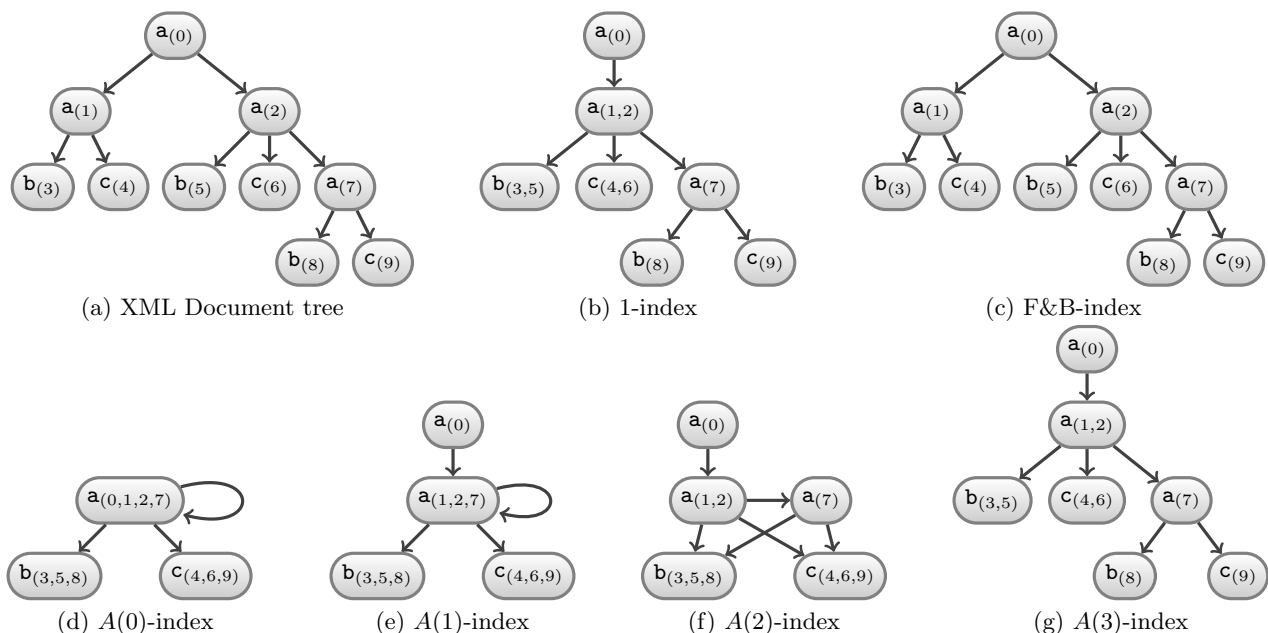 a(0) a(0) a(0)
a(1) a(2) a(1,2) a(1) a(2)
b(3) c(4) b(5) c(6) a(7) b(3,5) c(4,6) a(7) b(3) c(4) b(5) c(6) a(7)
b(8) c(9) b(8) c(9) b(8) c(9)
(a) XML Document tree (b) 1-index (c) F&B-index
a(0)
a(0) a(0) a(1,2)
a(0,1,2,7) a(1,2,7) a(1,2) a(7) b(3,5) c(4,6) a(7)
b(3,5,8) c(4,6,9) b(3,5,8) c(4,6,9) b(3,5,8) c(4,6,9) b(8) c(9)
(d) A(0)-index (e) A(1)-index (f) A(2)-index (g) A(3)-index